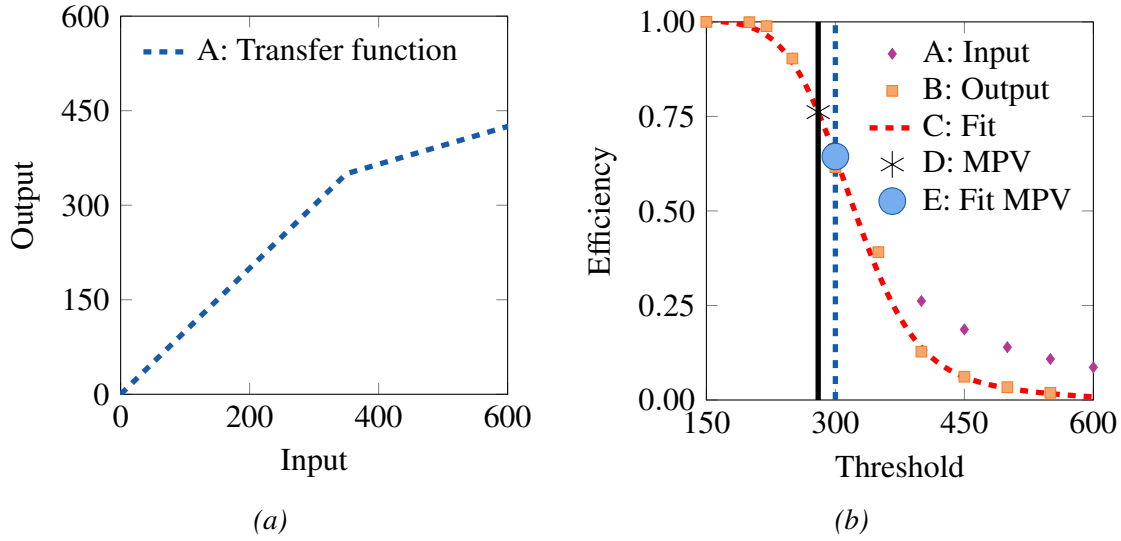 600
450
300
150
0
0 200 400 600
Output
Input
A: Transfer function
(a)
1.00
0.75
0.50
0.25
0.00
150 300 450 600
Efficiency
Threshold
A: Input
B: Output
C: Fit
D: MPV
E: Fit MPV
(b)